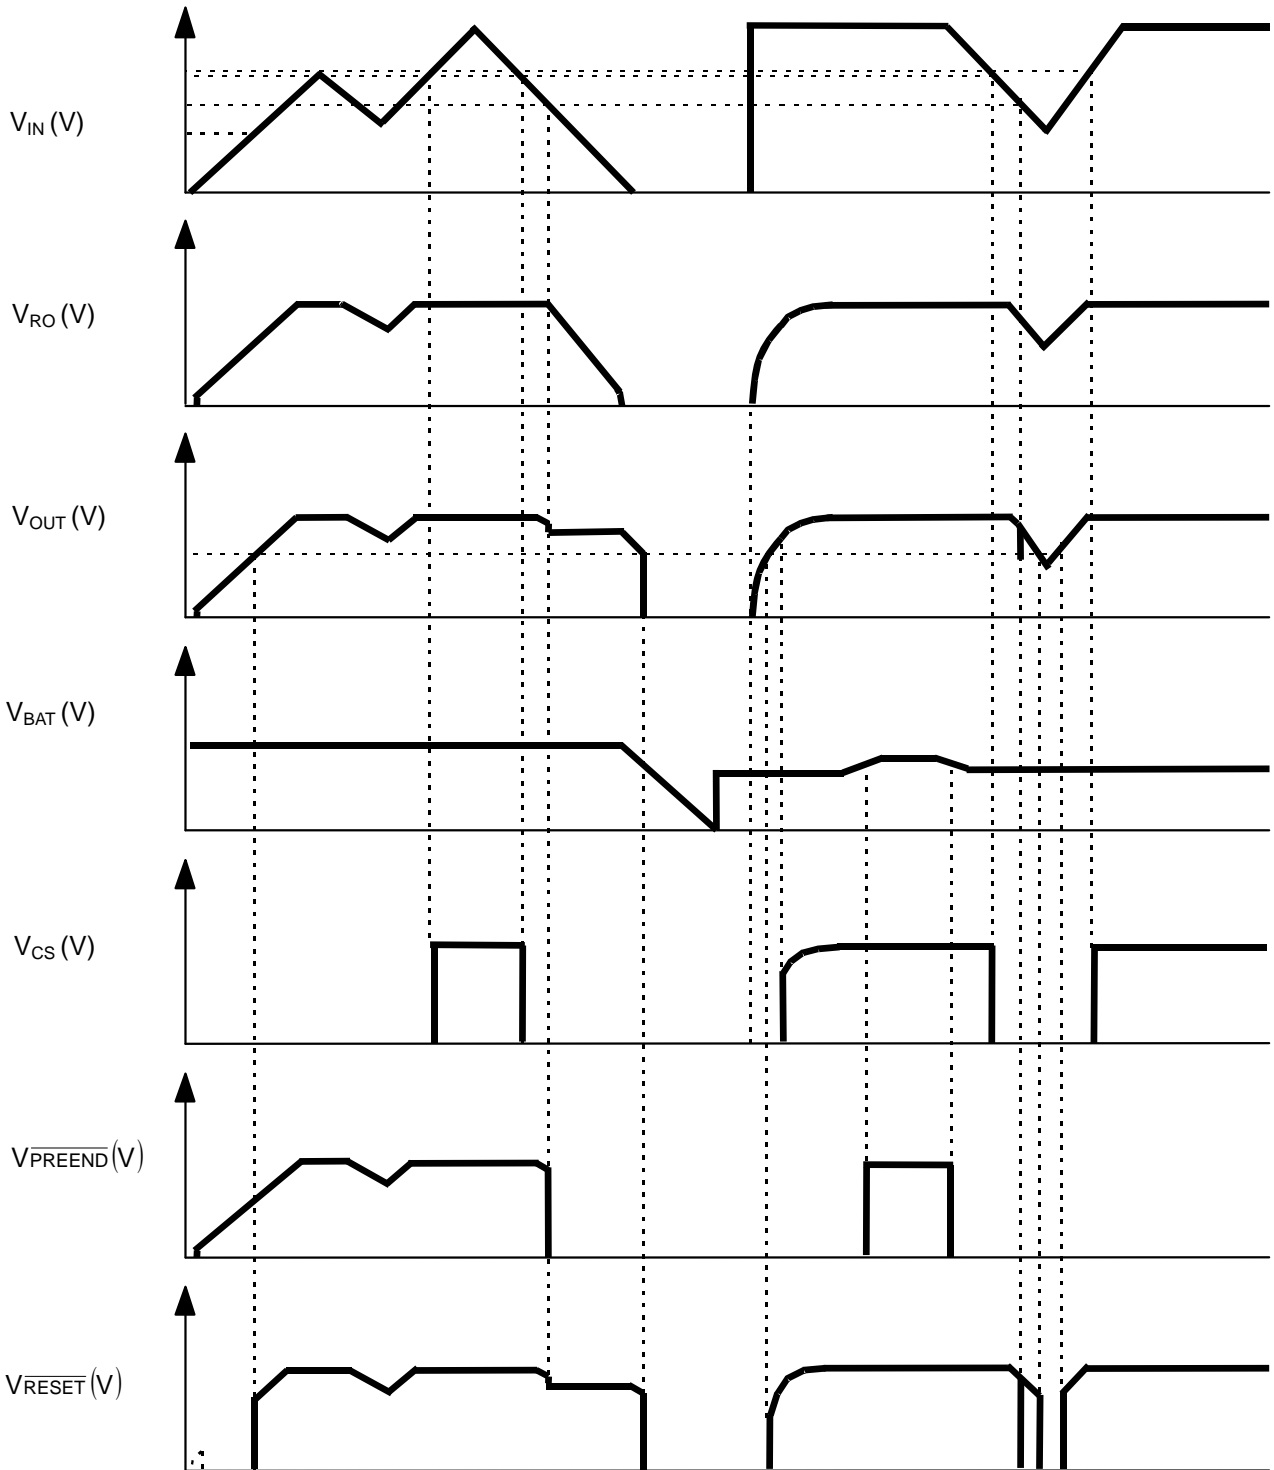 VIN (V)
VRO (V)
VOUT (V)
VBAT (V)
VCS (V)
VPREEND (V)
VRESET (V)